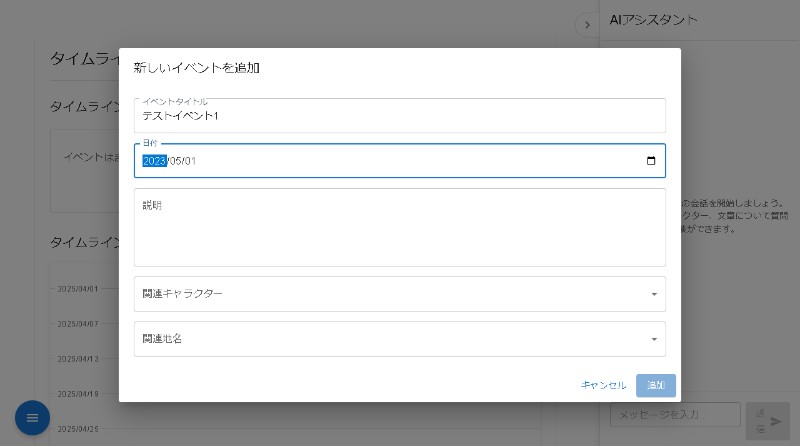 AIアシスタント
タイムライ
新しいイベントを追加
イベントタイトル
テストイベント1
タイムライン
日付
2023/05/01
イベントはま
説明
の会話を開始しましょう。
クター、文章について質問
ができます。
タイムライン
2025/04/01
関連キャラクター
2025/04/07
関連地名
2025/04/13
キャンセル
追加
2025/04/19
メッセージを入力
送
信
2025/04/25